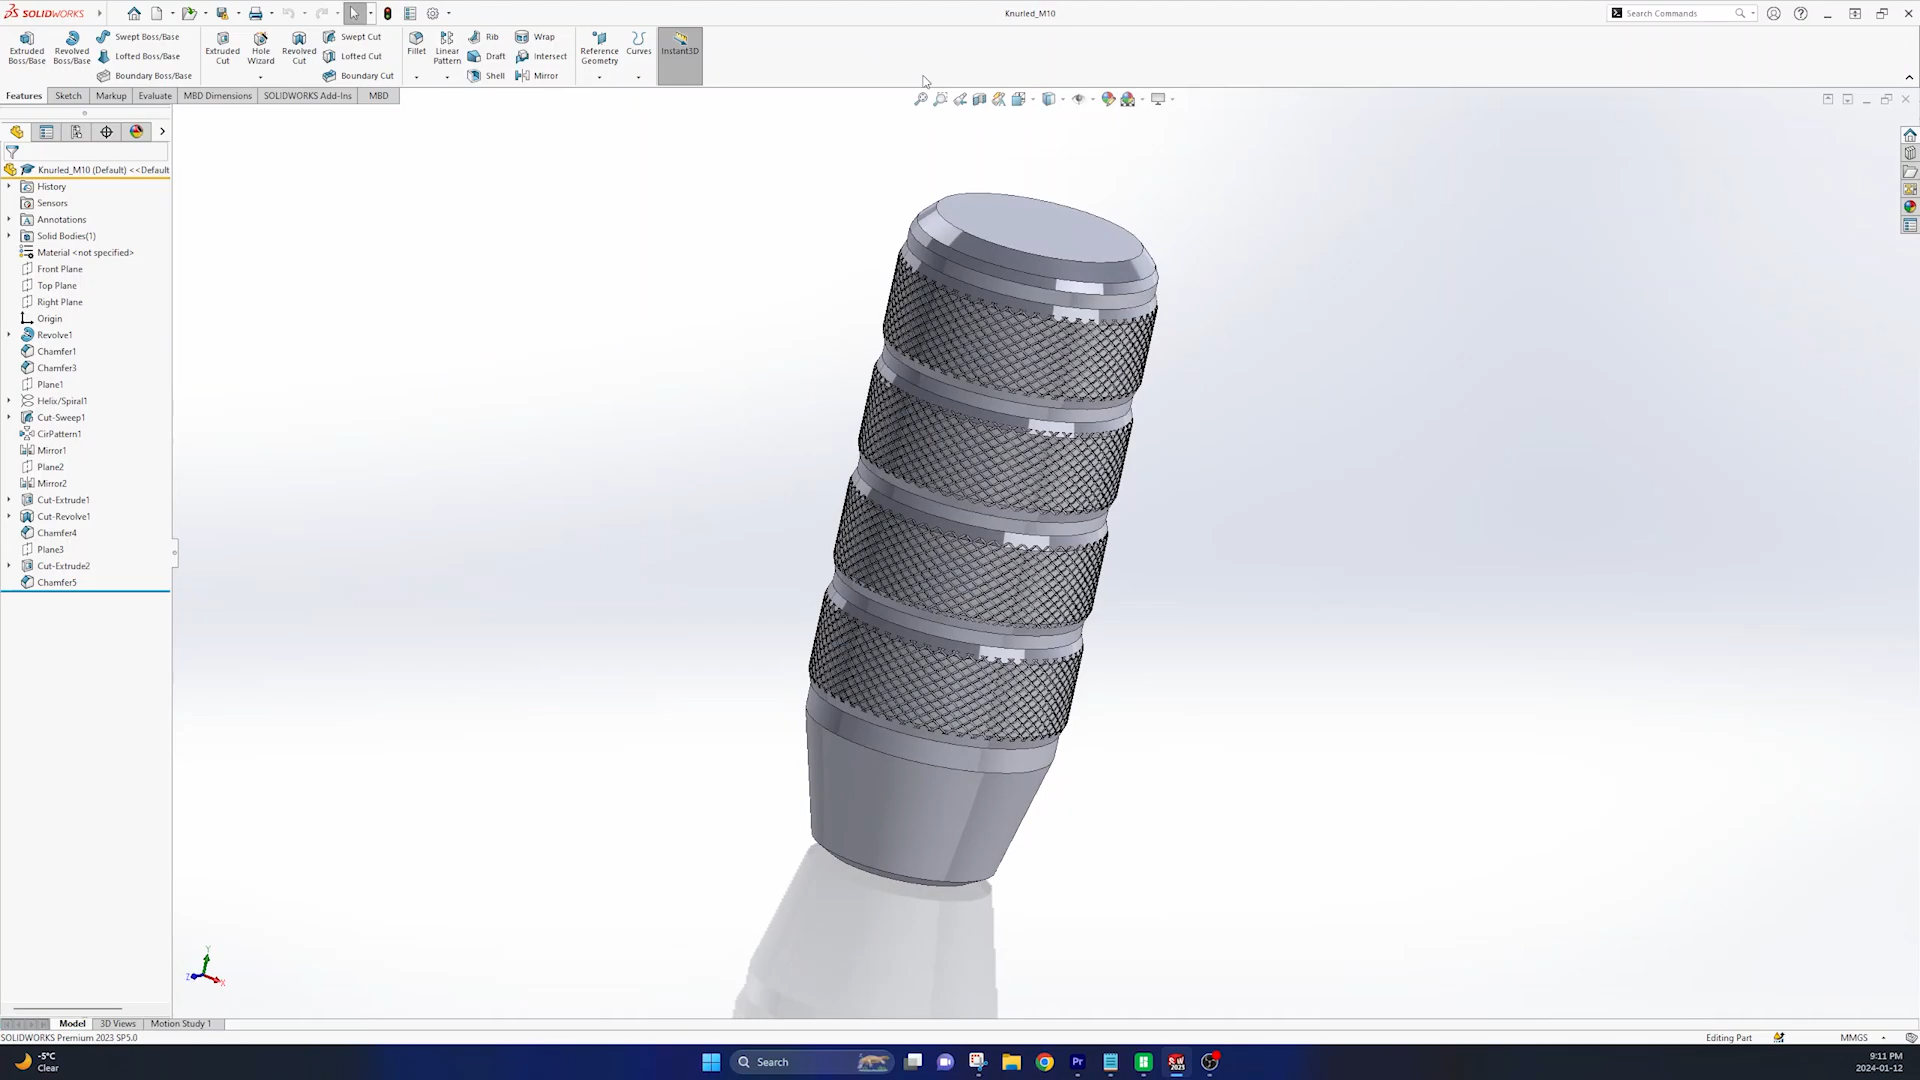 SOLIDWORKS
Knurled_M10
Search Commands
Extruded Boss/Base
Revolved Boss/Base
Swept Boss/Base
Lofted Boss/Base
Boundary Boss/Base
Extruded Cut
Hole Wizard
Revolved Cut
Swept Cut
Lofted Cut
Boundary Cut
Fillet
Linear Pattern
Rib
Draft
Shell
Wrap
Intersect
Mirror
Reference Geometry
Curves
Instant3D
Features
Sketch
Markup
Evaluate
MBD Dimensions
SOLIDWORKS Add-Ins
MBD
Knurled_M10 (Default) <<Default
History
Sensors
Annotations
Solid Bodies(1)
Material <not specified>
Front Plane
Top Plane
Right Plane
Origin
Revolve1
Chamfer1
Chamfer3
Plane1
Helix/Spiral1
Cut-Sweep1
CirPattern1
Mirror1
Plane2
Mirror2
Cut-Extrude1
Cut-Revolve1
Chamfer4
Plane3
Cut-Extrude2
Chamfer5
Y
Z
X
Model
3D Views
Motion Study 1
SOLIDWORKS Premium 2023 SP5.0
Editing Part
MMGS
-5°C
Clear
Search
Pr
SW
2023
9:11 PM
2024-01-12